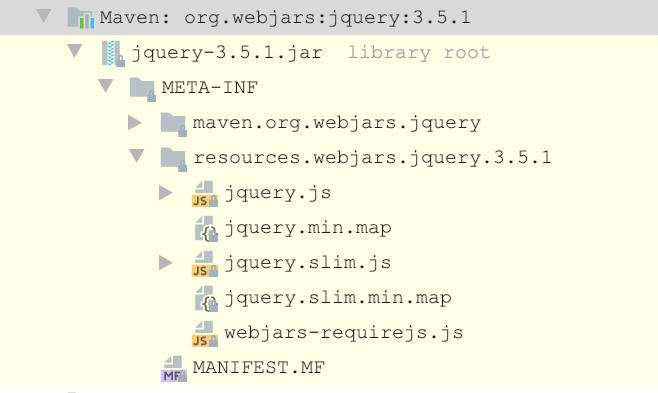 Maven: org.webjars:jquery:3.5.1
jquery-3.5.1.jar library root
META-INF
maven.org.webjars.jquery
resources.webjars.jquery.3.5.1
JS jquery.js
{} jquery.min.map
JS jquery.slim.js
{} jquery.slim.min.map
JS webjars-requirejs.js
MF MANIFEST.MF